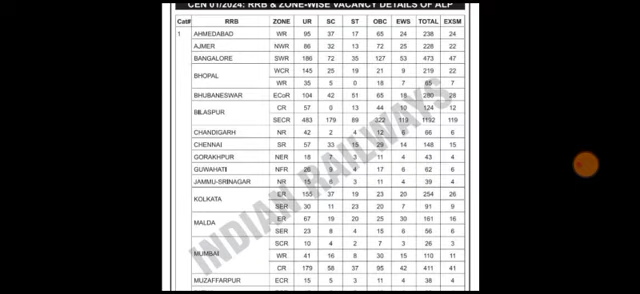 CEN 01/2024: RRB & ZONE-WISE VACANCY DETAILS OF ALP
Cat# RRB ZONE UR SC ST OBC EWS TOTAL EXSM
1 AHMEDABAD WR 95 37 17 65 24 238 24
AJMER NWR 86 32 13 72 25 228 22
BANGALORE SWR 186 72 35 127 53 473 47
BHOPAL
WCR 145 25 19 21 9 219 22
WR 35 5 0 18 7 65 7
BHUBANESWAR ECoR 104 42 51 65 18 280 28
BILASPUR
CR 57 0 13 44 10 124 12
SECR 483 179 89 322 119 1192 119
CHANDIGARH NR 42 2 4 12 6 66 6
CHENNAI SR 57 33 15 29 14 148 15
GORAKHPUR NER 18 7 3 11 4 43 4
GUWAHATI NFR 26 9 4 17 6 62 6
JAMMU-SRINAGAR NR 15 6 3 11 4 39 4
KOLKATA
ER 155 37 19 23 20 254 26
SER 30 11 23 20 7 91 9
MALDA
ER 67 19 20 25 30 161 16
SER 23 8 4 15 6 56 6
MUMBAI
SCR 10 4 2 7 3 26 3
WR 41 16 8 30 15 110 11
CR 179 58 37 95 42 411 41
MUZAFFARPUR ECR 15 5 3 11 4 38 4
INDIAN RAILWAYS